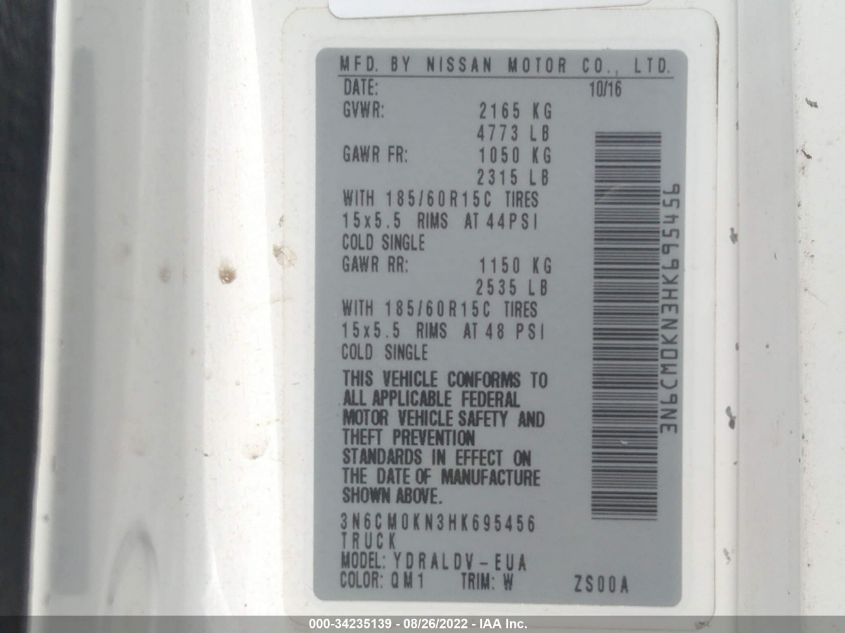 MFD. BY NISSAN MOTOR CO., LTD.
DATE: 10/16
GVWR: 2165 KG
4773 LB
GAWR FR: 1050 KG
2315 LB
WITH 185/60R15C TIRES
15x5.5 RIMS AT 44PSI
COLD SINGLE
GAWR RR: 1150 KG
2535 LB
WITH 185/60R15C TIRES
15x5.5 RIMS AT 48 PSI
COLD SINGLE
THIS VEHICLE CONFORMS TO
ALL APPLICABLE FEDERAL
MOTOR VEHICLE SAFETY AND
THEFT PREVENTION
STANDARDS IN EFFECT ON
THE DATE OF MANUFACTURE
SHOWN ABOVE.
3N6CM0KN3HK695456
TRUCK
MODEL: YDRALDV-EUA
COLOR: QM1 TRIM: W ZS00A
3N6CM0KN3HK695456
000-34235139 - 08/26/2022 - IAA Inc.